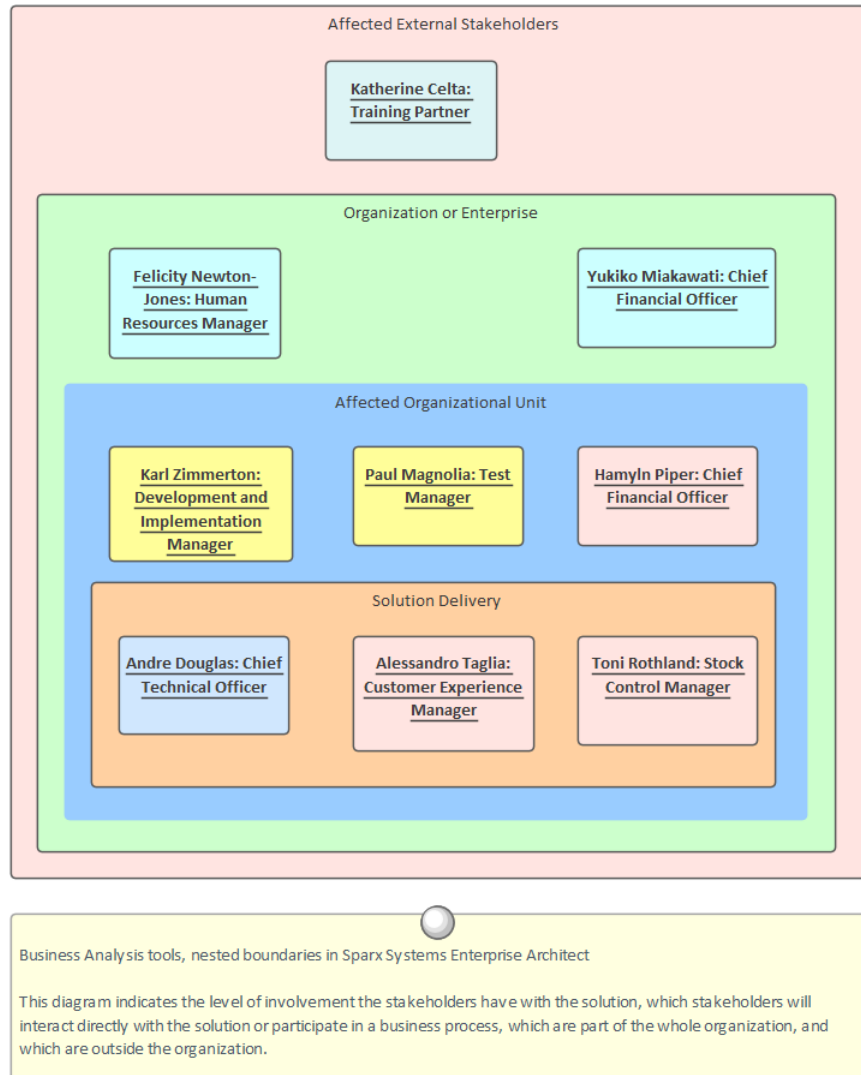 Affected External Stakeholders
Katherine Celta:
Training Partner
Organization or Enterprise
Felicity Newton-
Jones: Human
Resources Manager
Yukiko Miakawati: Chief
Financial Officer
Affected Organizational Unit
Karl Zimmerton:
Development and
Implementation
Manager
Paul Magnolia: Test
Manager
Hamyln Piper: Chief
Financial Officer
Solution Delivery
Andre Douglas: Chief
Technical Officer
Alessandro Taglia:
Customer Experience
Manager
Toni Rothland: Stock
Control Manager
Business Analysis tools, nested boundaries in Sparx Systems Enterprise Architect
This diagram indicates the level of involvement the stakeholders have with the solution, which stakeholders will
interact directly with the solution or participate in a business process, which are part of the whole organization, and
which are outside the organization.